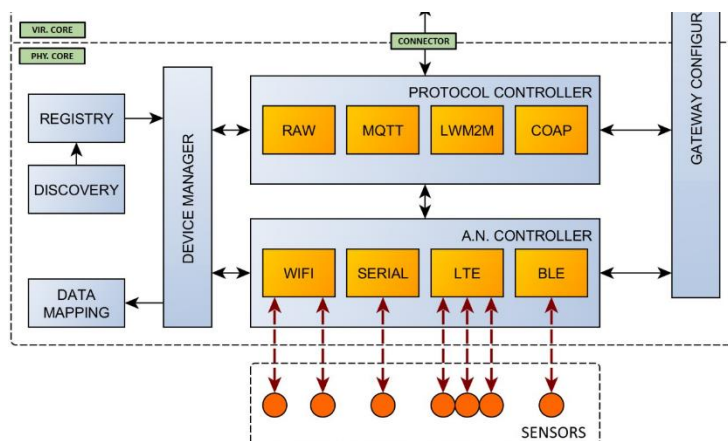 VIR. CORE
PHY. CORE
CONNECTOR
PROTOCOL CONTROLLER
RAW
MQTT
LWM2M
COAP
REGISTRY
DISCOVERY
DATA
MAPPING
DEVICE MANAGER
A.N. CONTROLLER
WIFI
SERIAL
LTE
BLE
GATEWAY CONFIGUR
SENSORS